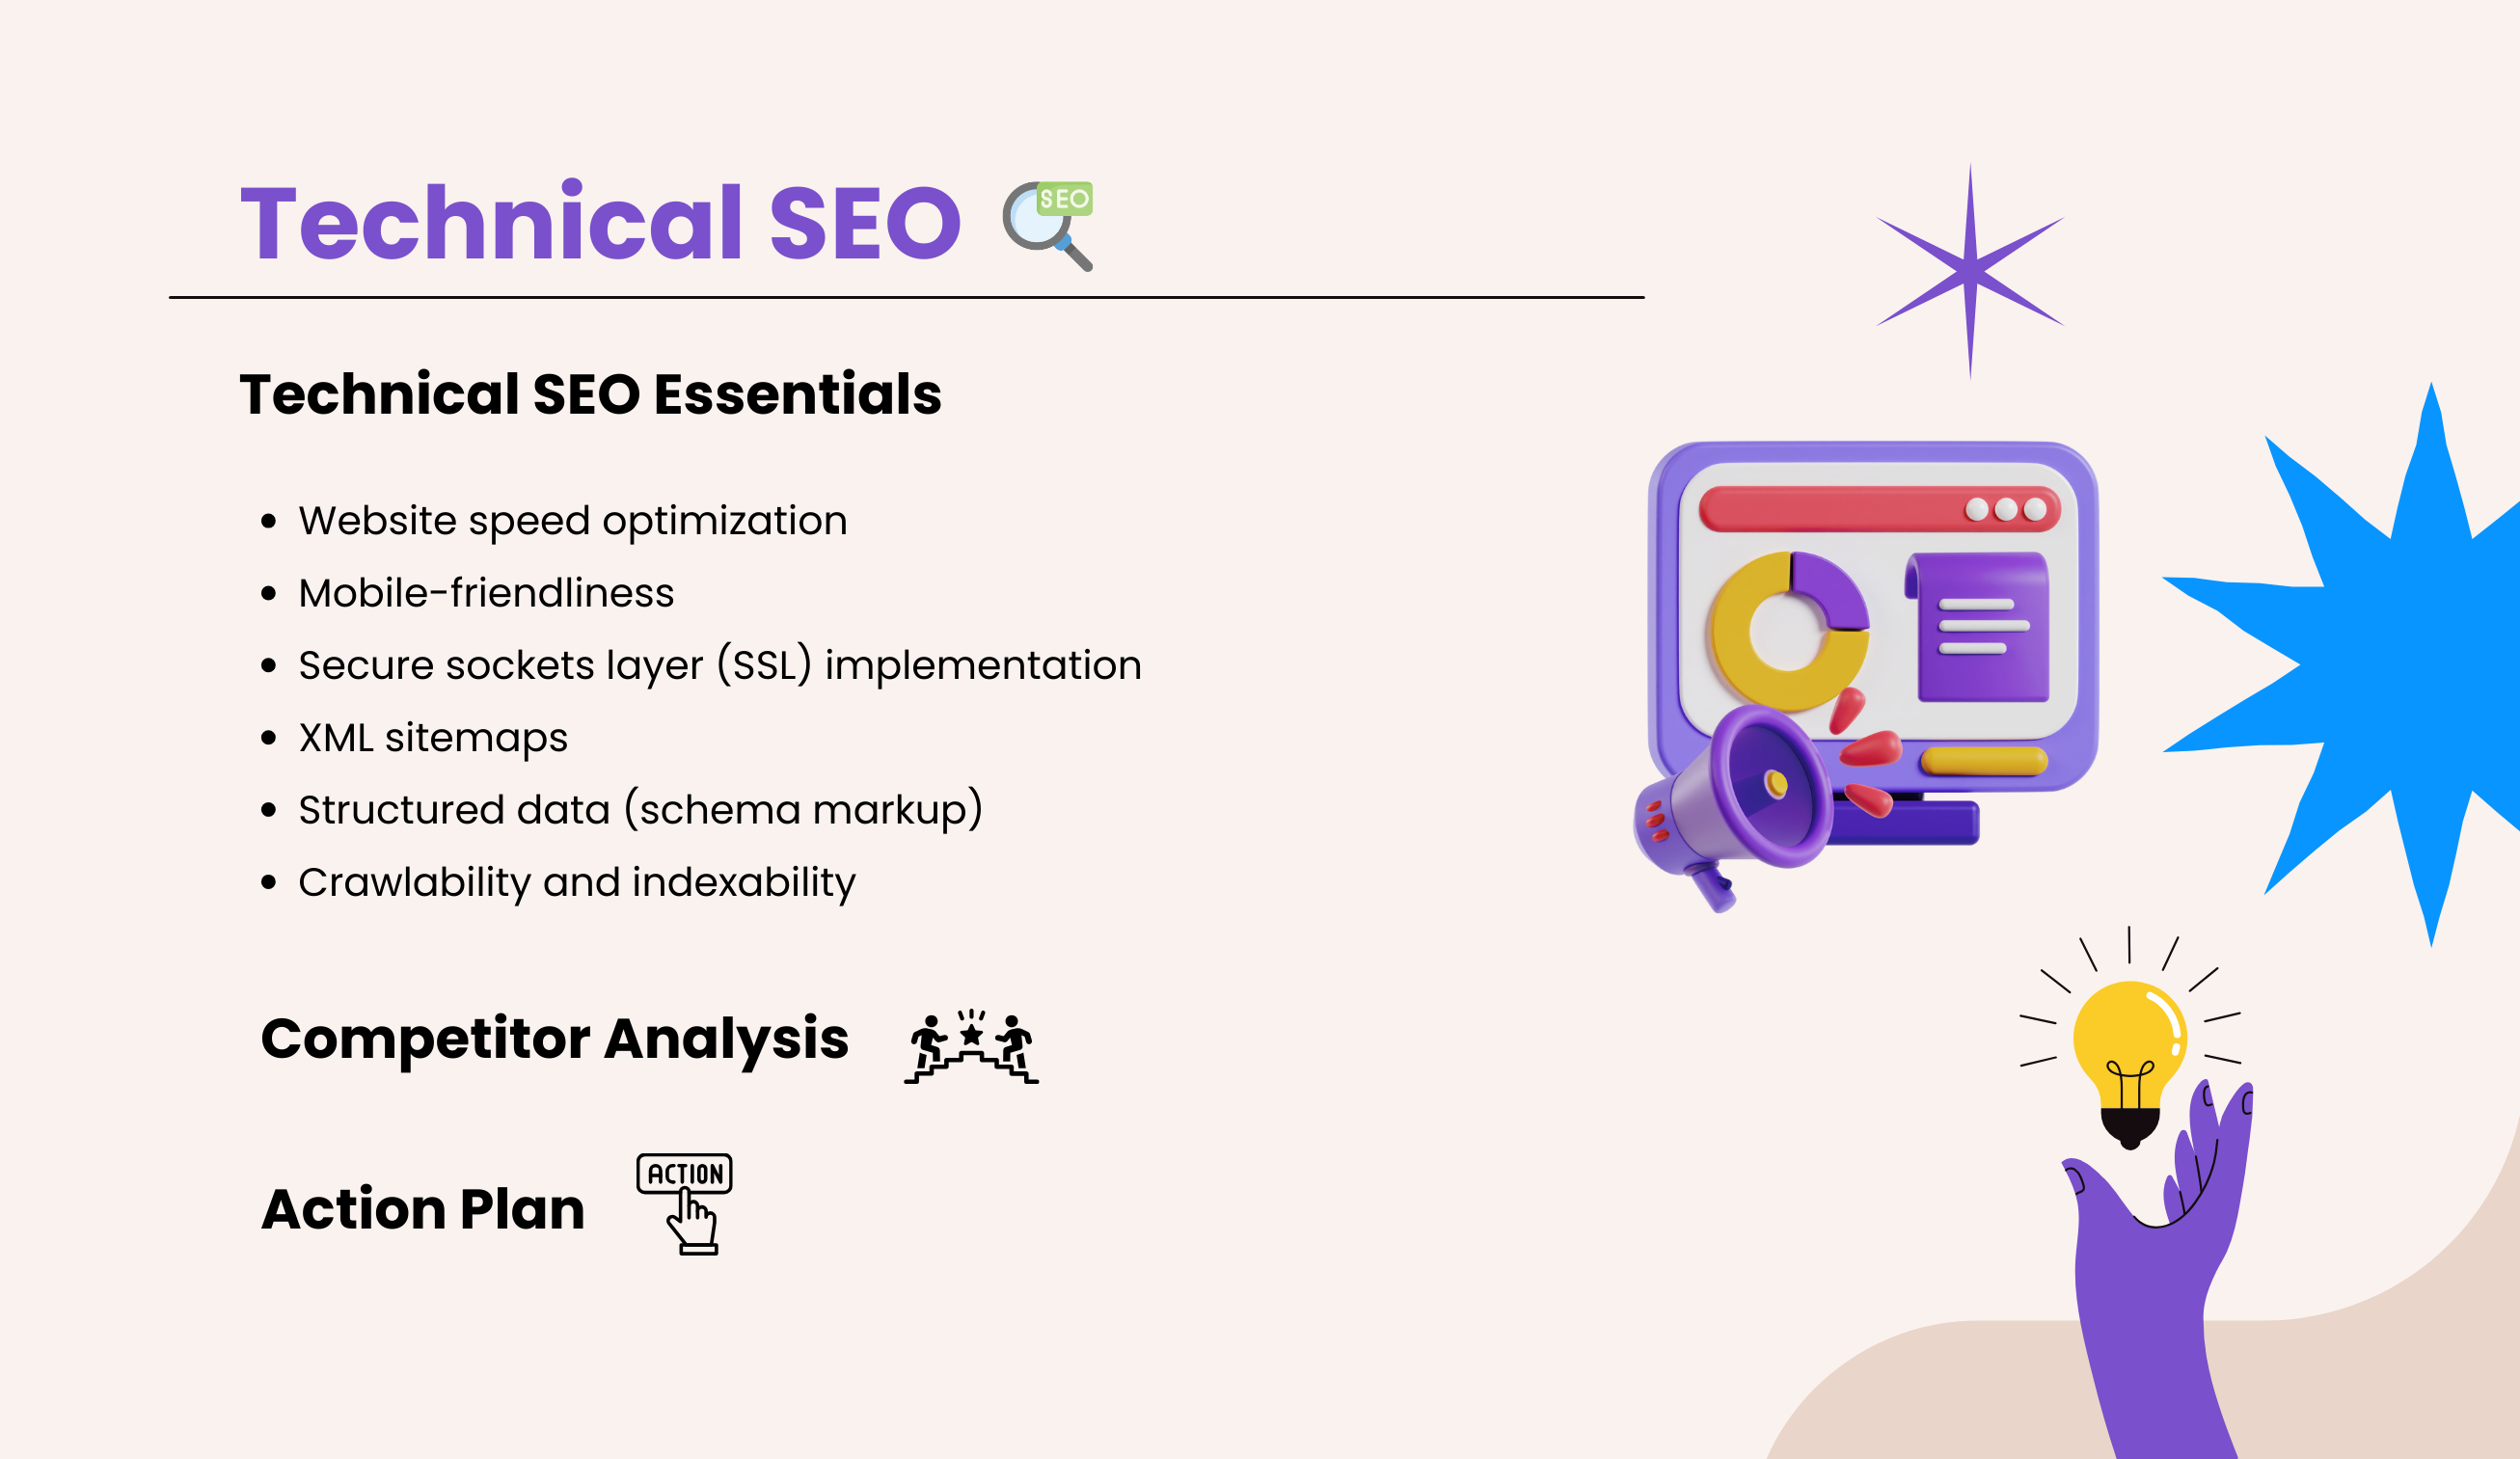 Technical SEO
SEO
Technical SEO Essentials
Website speed optimization
Mobile-friendliness
Secure sockets layer (SSL) implementation
XML sitemaps
Structured data (schema markup)
Crawlability and indexability
Competitor Analysis
ACTION
Action Plan